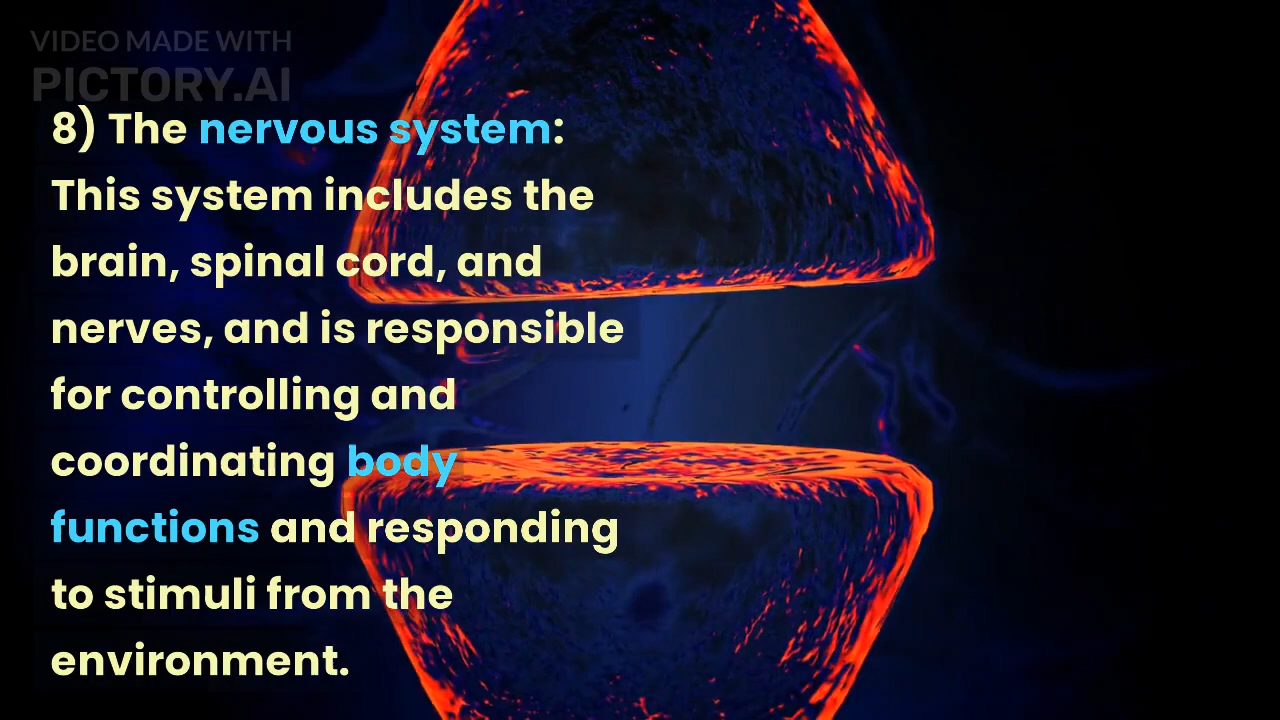 VIDEO MADE WITH
PICTORY.AI
8) The nervous system:
This system includes the
brain, spinal cord, and
nerves, and is responsible
for controlling and
coordinating body
functions and responding
to stimuli from the
environment.